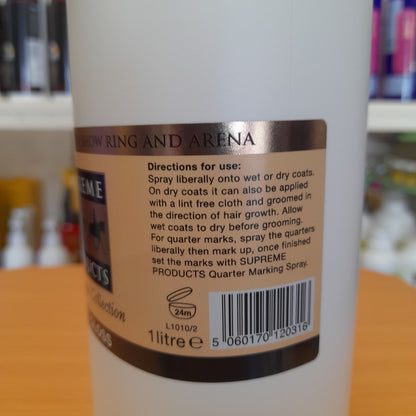 SHOW RING AND ARENA
Directions for use:
Spray liberally onto wet or dry coats.
On dry coats it can also be applied
with a lint free cloth and groomed in
the direction of hair growth. Allow
wet coats to dry before grooming.
For quarter marks, spray the quarters
liberally then mark up, once finished
set the marks with SUPREME
PRODUCTS Quarter Marking Spray.
24m
L1010/2
1 litre e
5 060170 120316
Collection